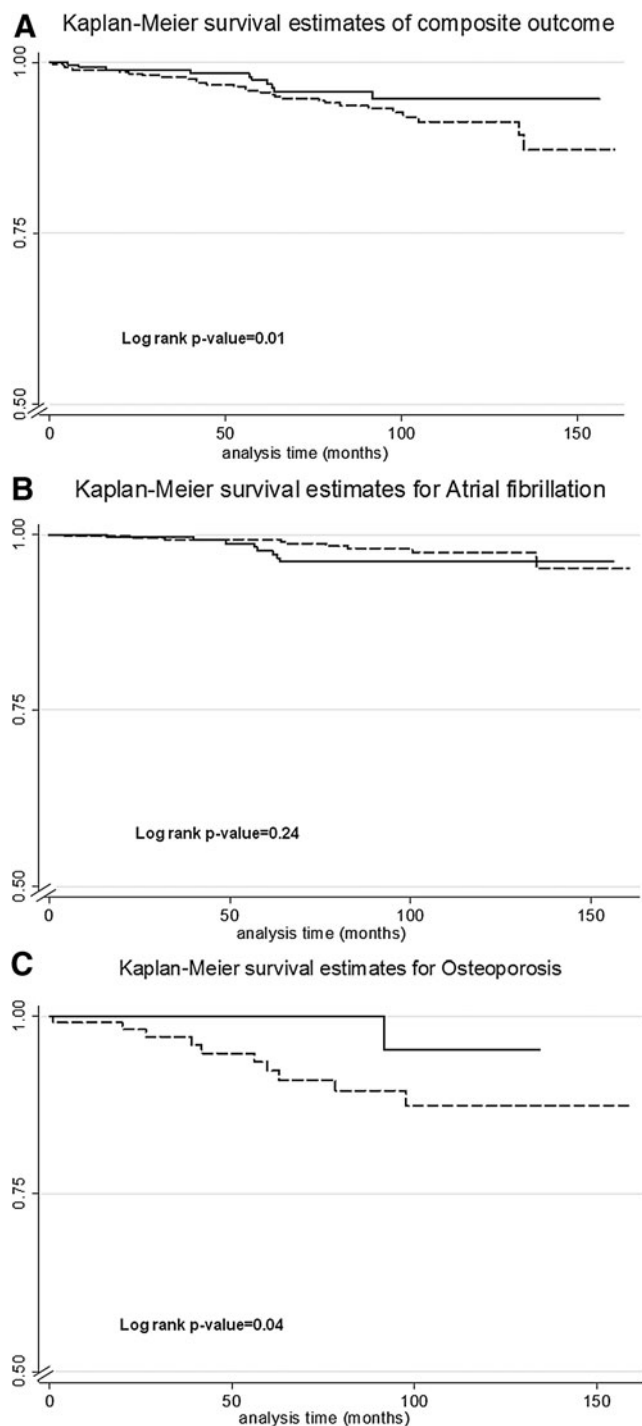 A Kaplan-Meier survival estimates of composite outcome
1.00
0.75
0.50
Log rank p-value=0.01
0 50 100 150
analysis time (months)
B Kaplan-Meier survival estimates for Atrial fibrillation
1.00
0.75
0.50
Log rank p-value=0.24
0 50 100 150
analysis time (months)
C Kaplan-Meier survival estimates for Osteoporosis
1.00
0.75
0.50
Log rank p-value=0.04
0 50 100 150
analysis time (months)